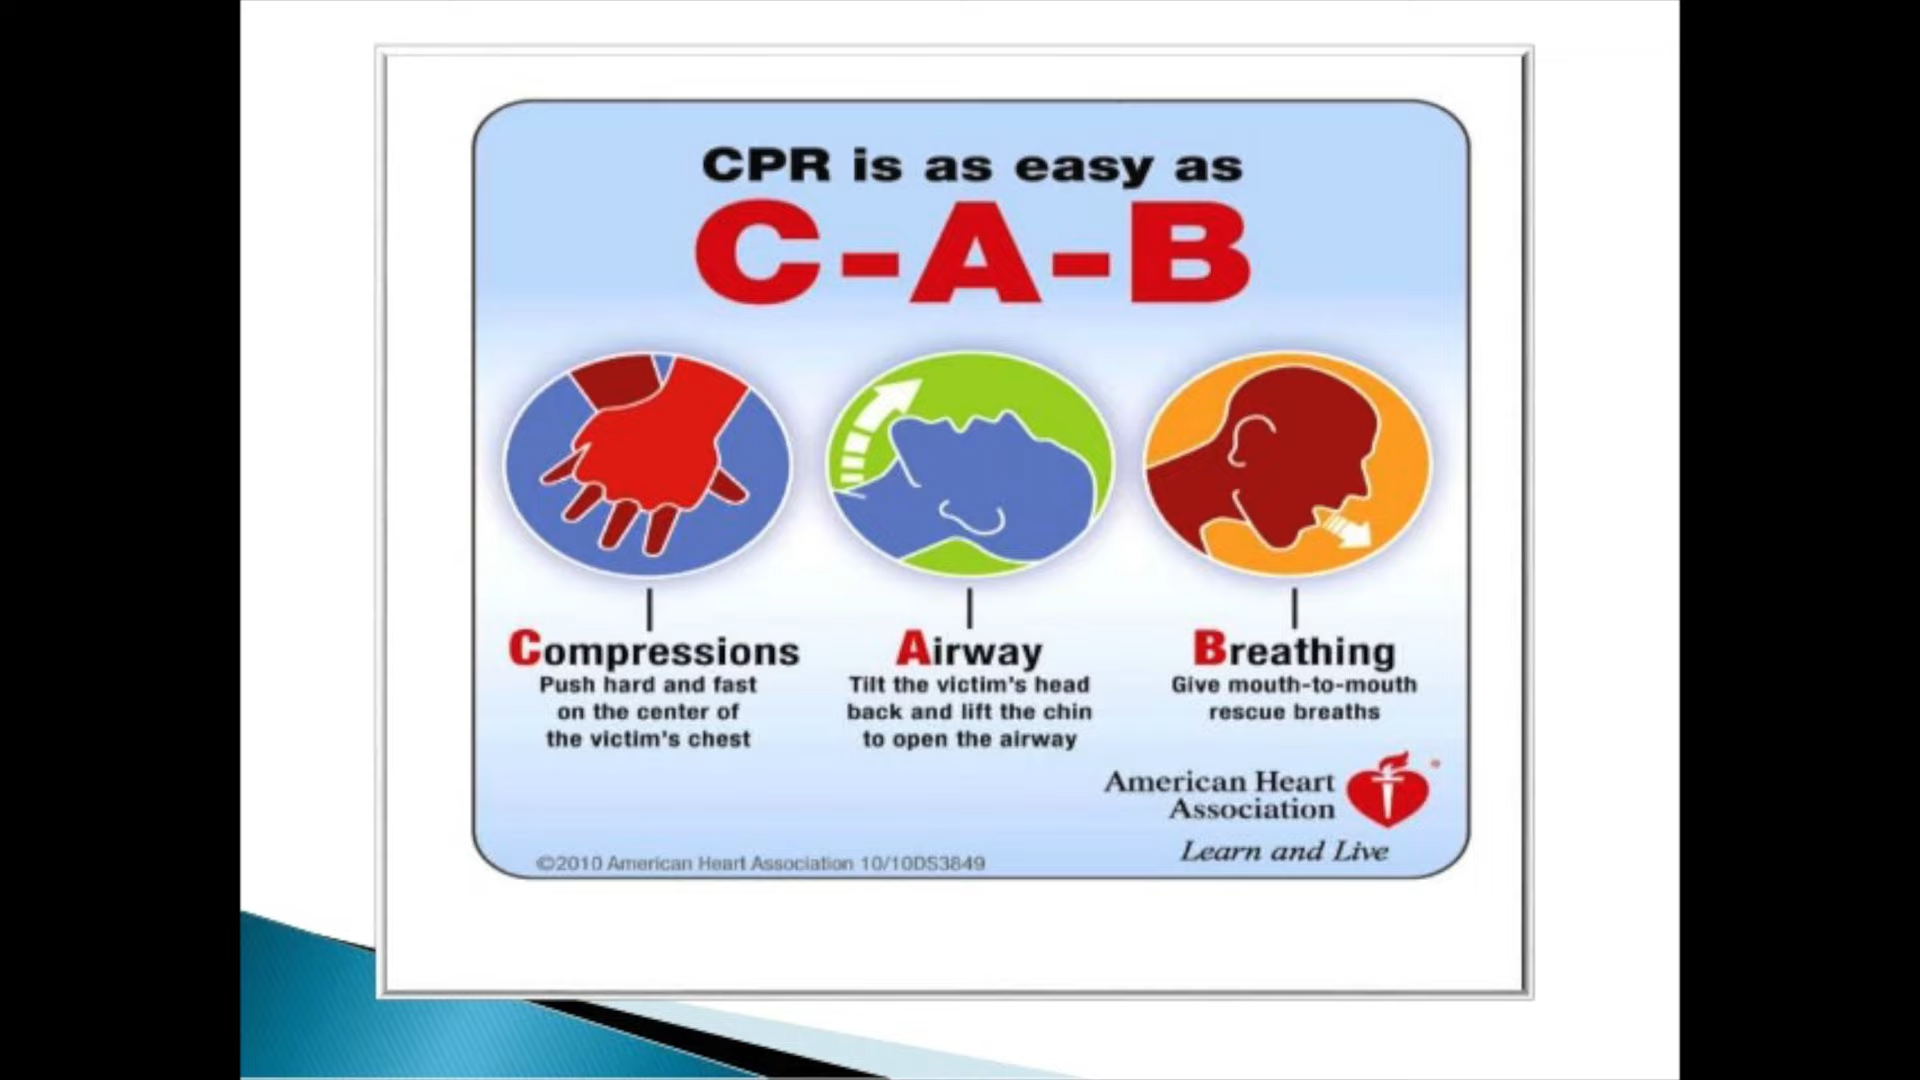 CPR is as easy as
C-A-B
Compressions
Push hard and fast
on the center of
the victim's chest
Airway
Tilt the victim's head
back and lift the chin
to open the airway
Breathing
Give mouth-to-mouth
rescue breaths
American Heart
Association
®
Learn and Live
©2010 American Heart Association 10/10DS3849